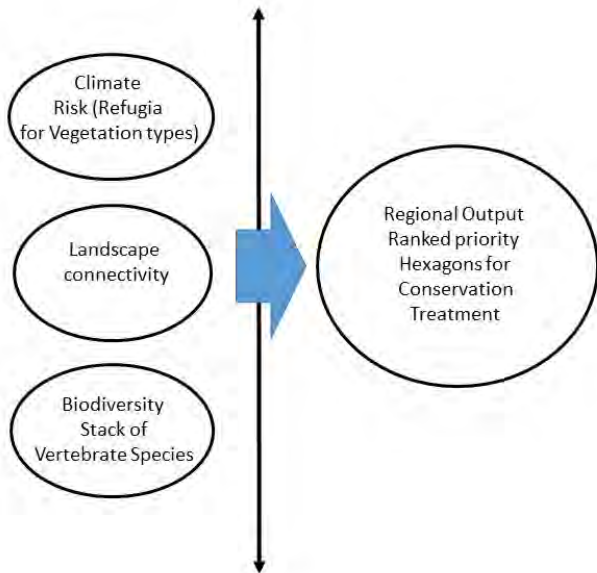 Climate
Risk (Refugia
for Vegetation types)
Landscape
connectivity
Biodiversity
Stack of
Vertebrate Species
Regional Output
Ranked priority
Hexagons for
Conservation
Treatment